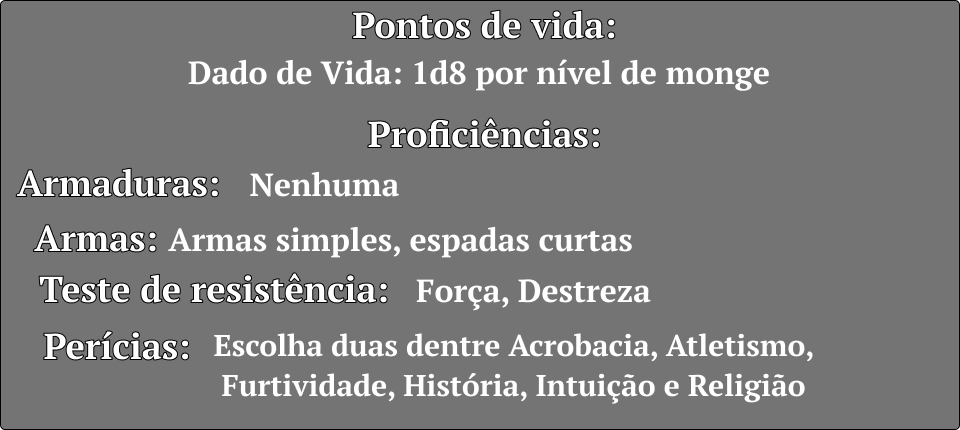 Pontos de vida:
Dado de Vida: 1d8 por nível de monge
Proficiências:
Armaduras: Nenhuma
Armas: Armas simples, espadas curtas
Teste de resistência: Força, Destreza
Perícias: Escolha duas dentre Acrobacia, Atletismo,
Furtividade, História, Intuição e Religião